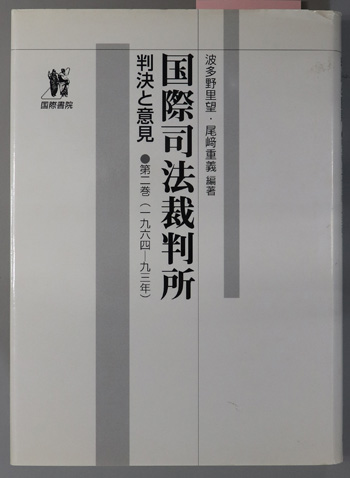 波多野里望・尾﨑重義 編著
国際司法裁判所
判決と意見
●第二巻(一九六四―九三年)
国際書院